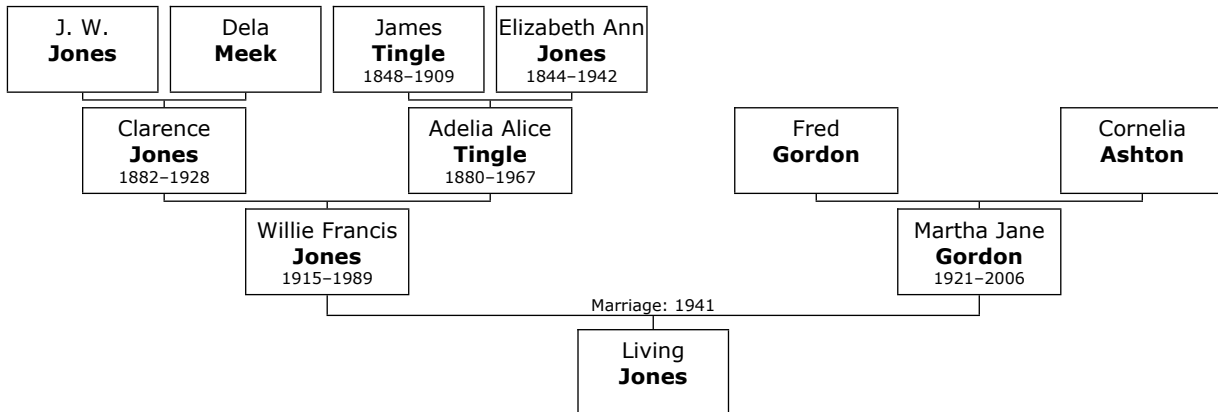 J. W.
Jones
Dela
Meek
James
Tingle
1848–1909
Elizabeth Ann
Jones
1844–1942
Clarence
Jones
1882–1928
Adelia Alice
Tingle
1880–1967
Fred
Gordon
Cornelia
Ashton
Willie Francis
Jones
1915–1989
Martha Jane
Gordon
1921–2006
Marriage: 1941
Living
Jones